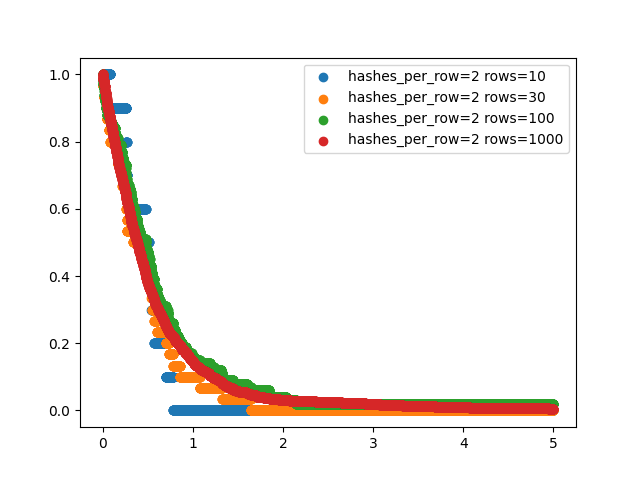 hashes_per_row=2 rows=10
hashes_per_row=2 rows=30
hashes_per_row=2 rows=100
hashes_per_row=2 rows=1000
1.0
0.8
0.6
0.4
0.2
0.0
0 1 2 3 4 5